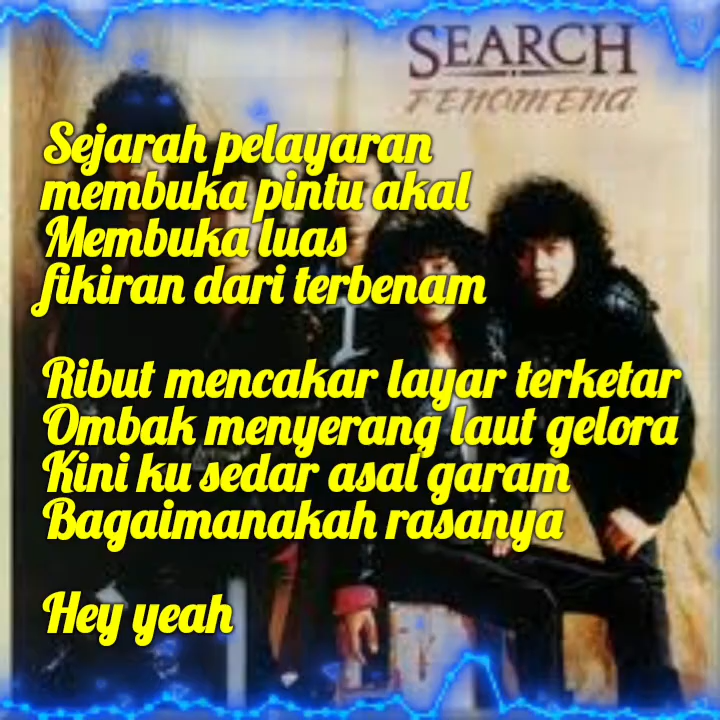 SEARCH
FENOMENA
Sejarah pelayaran
membuka pintu akal
Membuka luas
fikiran dari terbenam
Ribut mencakar layar terketar
Ombak menyerang laut gelora
Kini ku sedar asal garam
Bagaimanakah rasanya
Hey yeah